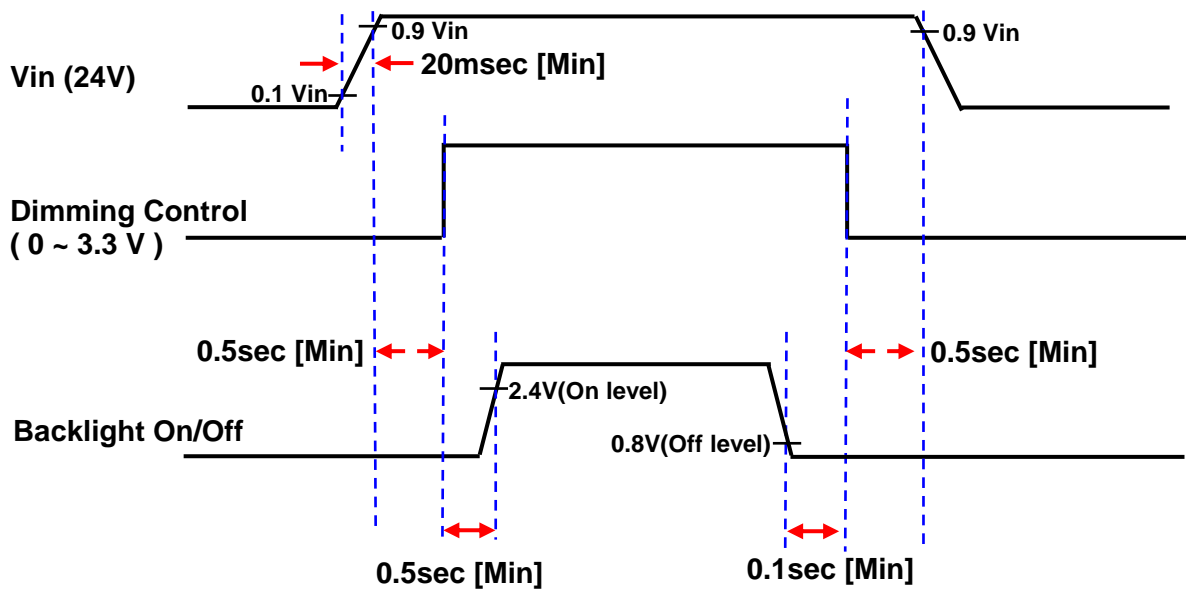 0.9 Vin
0.9 Vin
Vin (24V)
20msec [Min]
0.1 Vin
Dimming Control
( 0 ~ 3.3 V )
0.5sec [Min]
0.5sec [Min]
2.4V(On level)
Backlight On/Off
0.8V(Off level)
0.5sec [Min]
0.1sec [Min]